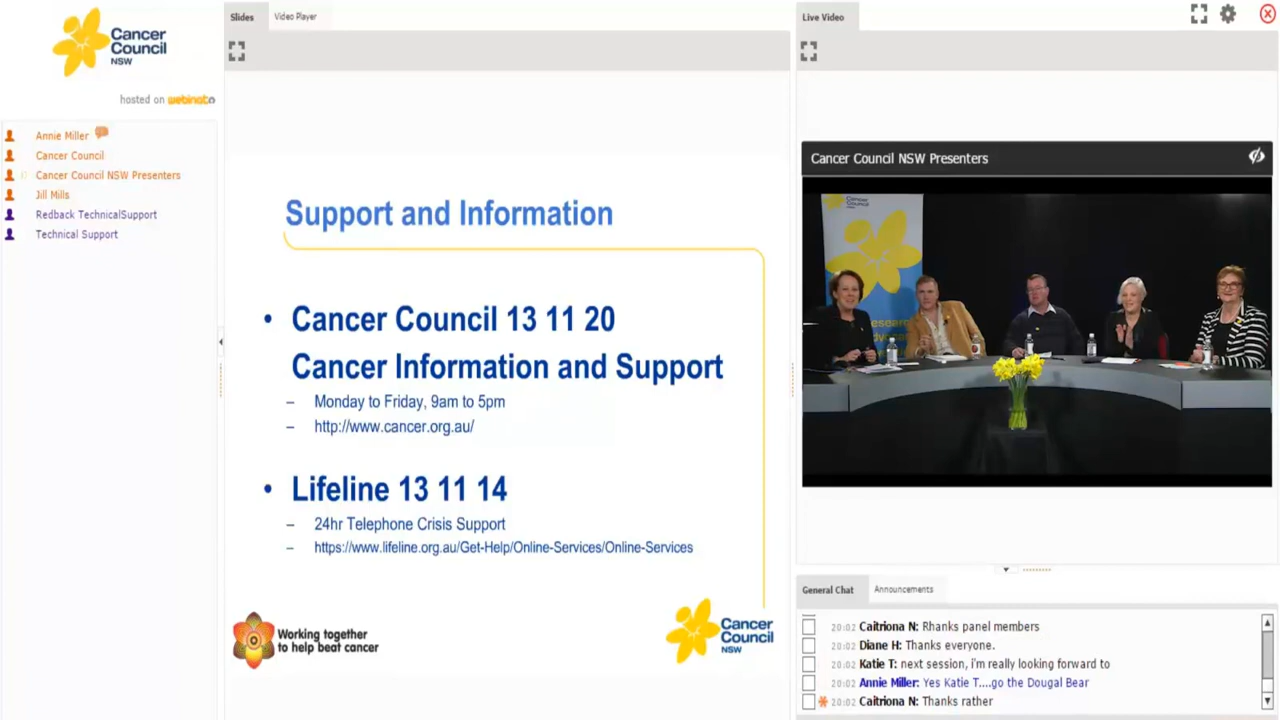 Cancer
Council
NSW
hosted on webinato
Annie Miller
Cancer Council
Cancer Council NSW Presenters
Jill Mills
Redback TechnicalSupport
Technical Support
Slides
Video Player
Support and Information
• Cancer Council 13 11 20
Cancer Information and Support
– Monday to Friday, 9am to 5pm
– http://www.cancer.org.au/
• Lifeline 13 11 14
– 24hr Telephone Crisis Support
– https://www.lifeline.org.au/Get-Help/Online-Services/Online-Services
Working together
to help beat cancer
Cancer
Council
NSW
Live Video
Cancer Council NSW Presenters
Cancer
Council
General Chat
Announcements
20:02 Caitriona N: Rhanks panel members
20:02 Diane H: Thanks everyone.
20:02 Katie T: next session, i'm really looking forward to
20:02 Annie Miller: Yes Katie T....go the Dougal Bear
20:02 Caitriona N: Thanks rather